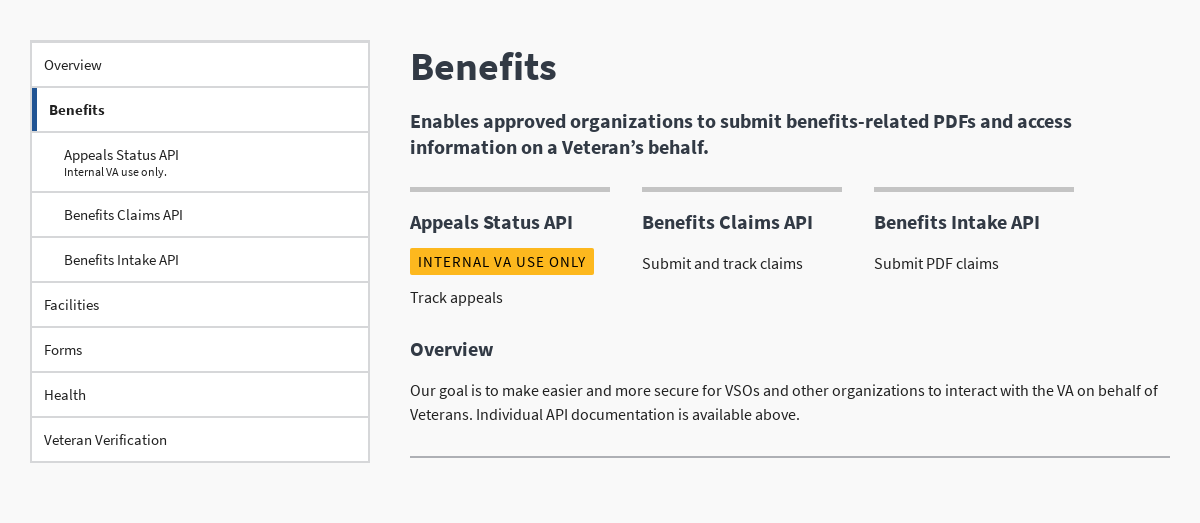 Overview
Benefits
Appeals Status API
Internal VA use only.
Benefits Claims API
Benefits Intake API
Facilities
Forms
Health
Veteran Verification
Benefits
Enables approved organizations to submit benefits-related PDFs and access
information on a Veteran’s behalf.
Appeals Status API
INTERNAL VA USE ONLY
Track appeals
Benefits Claims API
Submit and track claims
Benefits Intake API
Submit PDF claims
Overview
Our goal is to make easier and more secure for VSOs and other organizations to interact with the VA on behalf of
Veterans. Individual API documentation is available above.